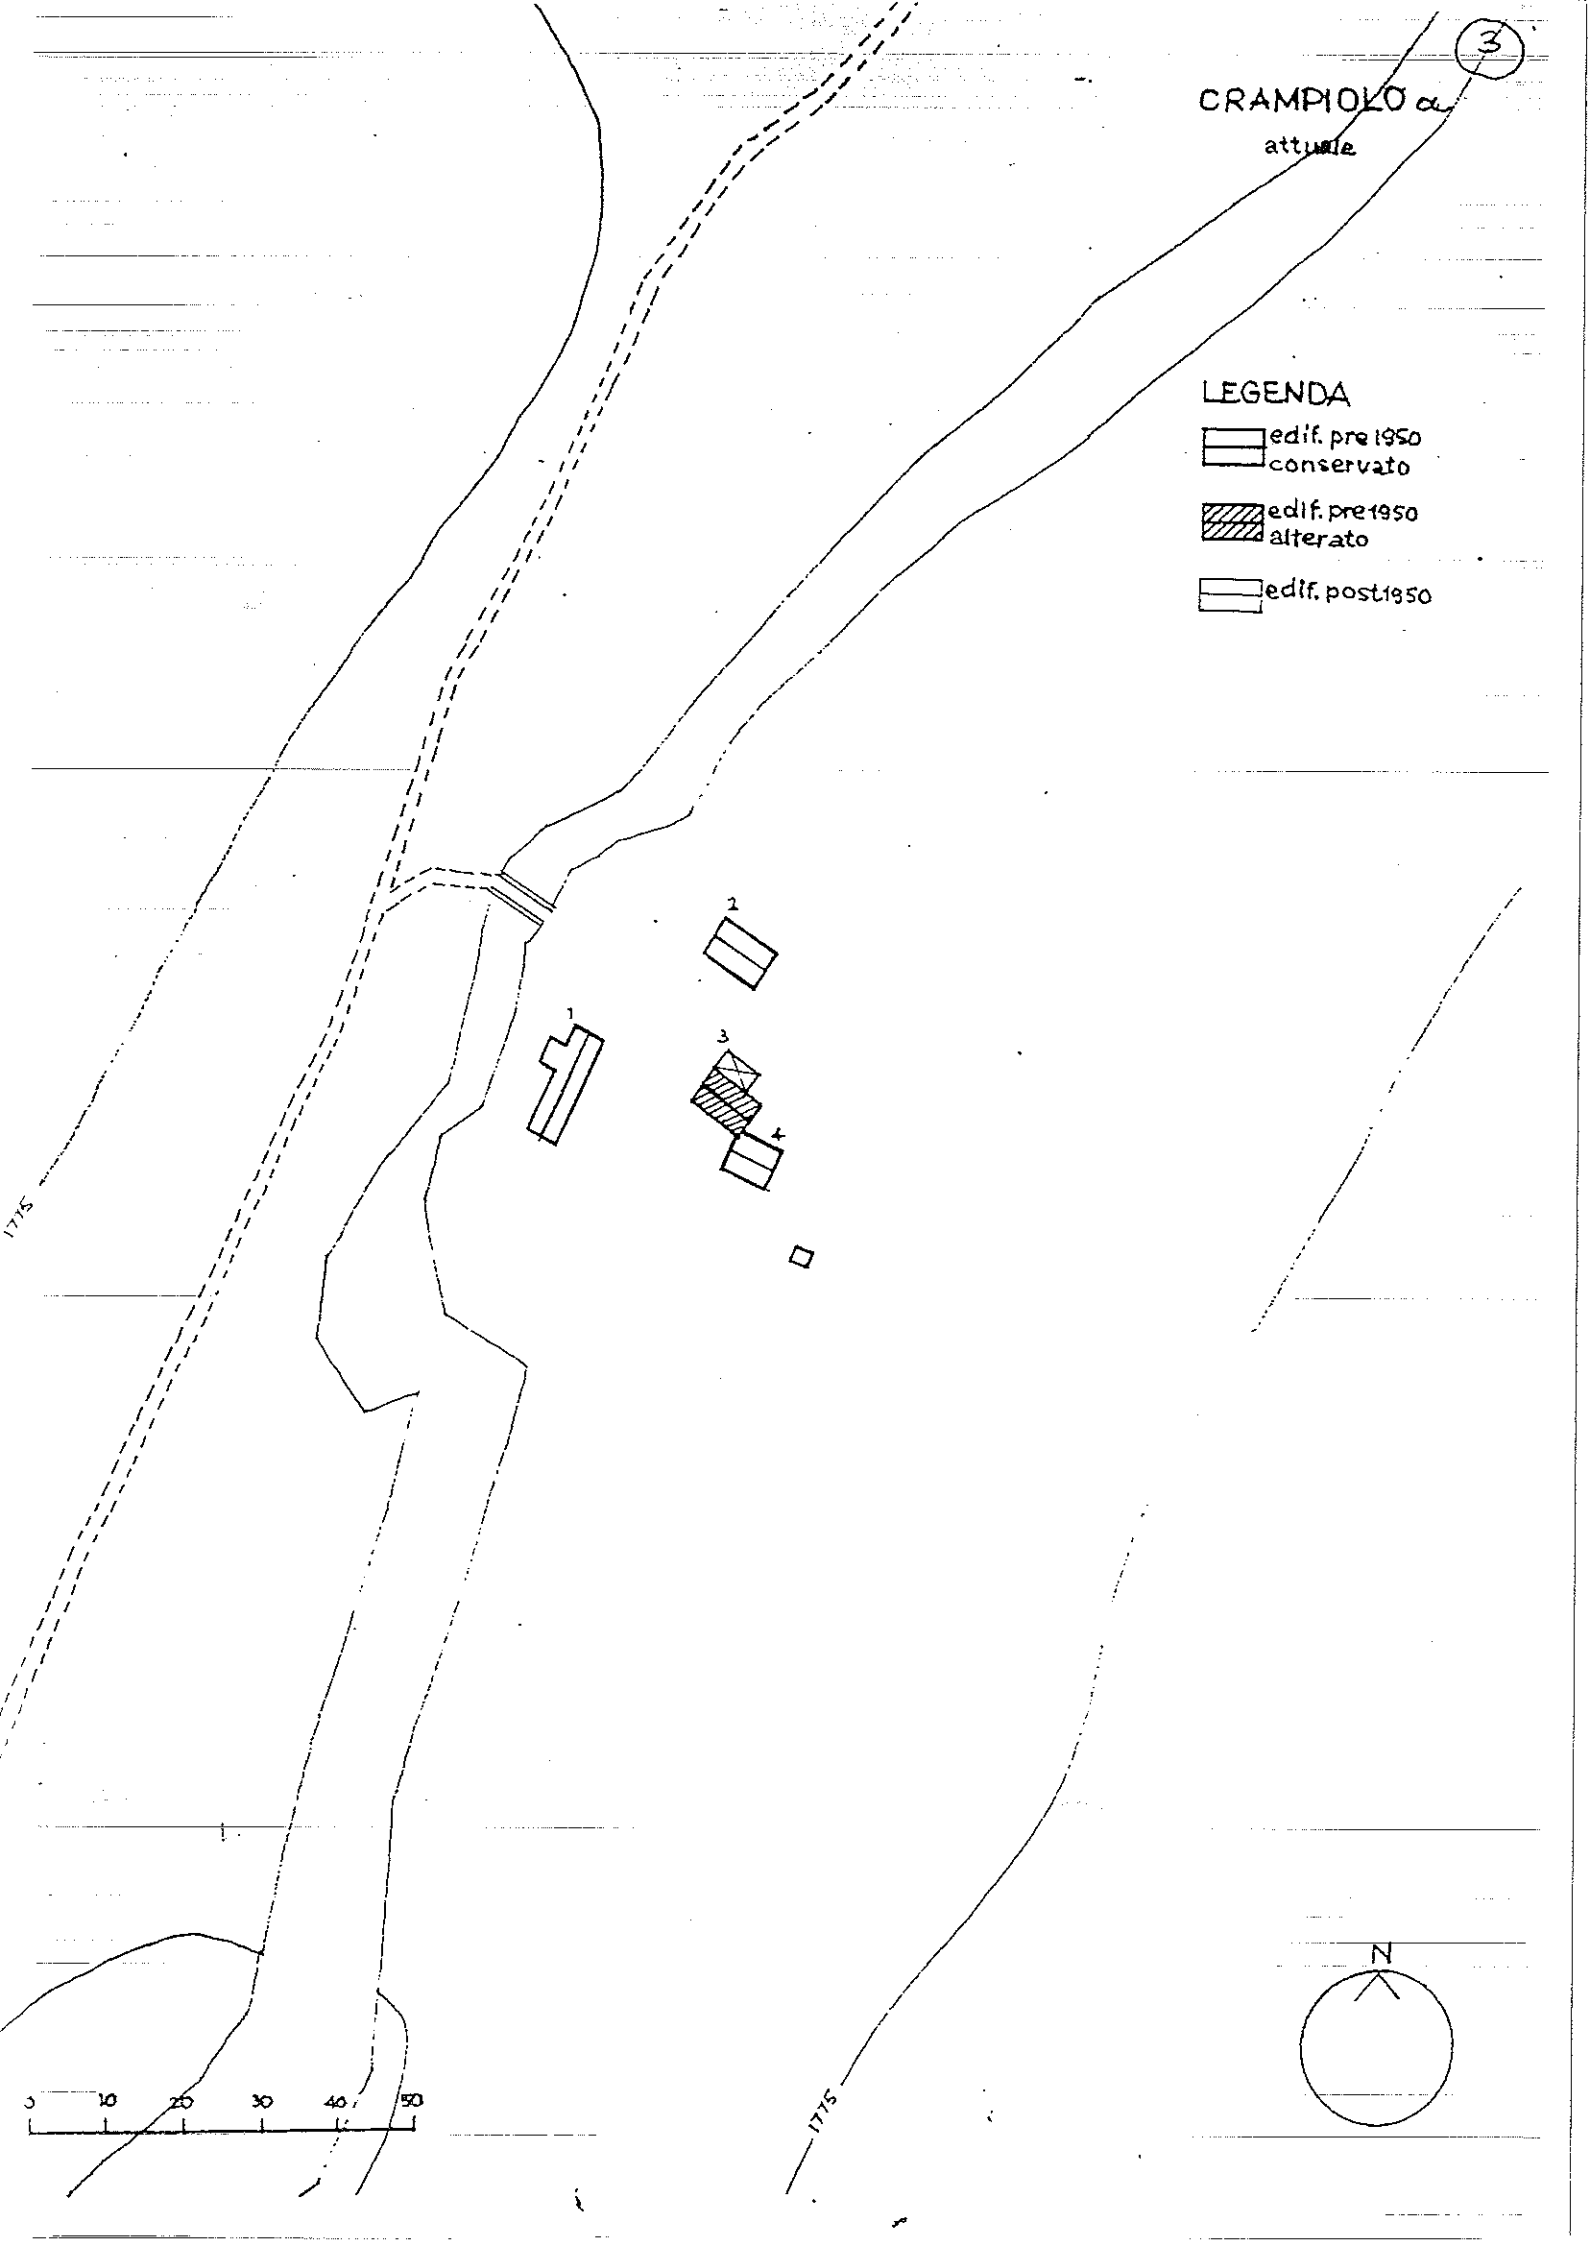 3
CRAMPIOLO α
attuale
LEGENDA
edif. pre 1950
conservato
edif. pre 1950
alterato
edif. post 1950
2
1
3
4
1775
N
0 10 20 30 40 50
1775